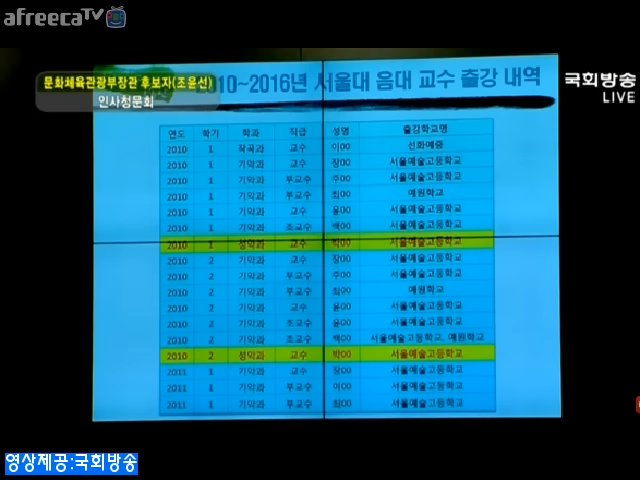 afreecaTV
문화체육관광부장관 후보자(조윤선)
인사청문회
10~2016년 서울대 음대 교수 출강 내역
국회방송
LIVE
연도 학기 학과 직급 성명 출강학교명
2010 1 작곡과 교수 이00 선화예중
2010 1 기악과 교수 장00 서울예술고등학교
2010 1 기악과 부교수 주00 서울예술고등학교
2010 1 기악과 부교수 최00 예원학교
2010 1 기악과 교수 윤00 서울예술고등학교
2010 1 기악과 조교수 백00 서울예술고등학교
2010 1 성악과 교수 박00 서울예술고등학교
2010 2 기악과 교수 장00 서울예술고등학교
2010 2 기악과 부교수 주00 서울예술고등학교
2010 2 기악과 부교수 최00 예원학교
2010 2 기악과 교수 윤00 서울예술고등학교
2010 2 기악과 조교수 윤00 서울예술고등학교
2010 2 기악과 조교수 백00 서울예술고등학교, 예원학교
2010 2 성악과 교수 박00 서울예술고등학교
2011 1 기악과 교수 장00 서울예술고등학교
2011 1 기악과 부교수 이00 서울예술고등학교
2011 1 기악과 부교수 최00 서울예술고등학교
영상제공:국회방송